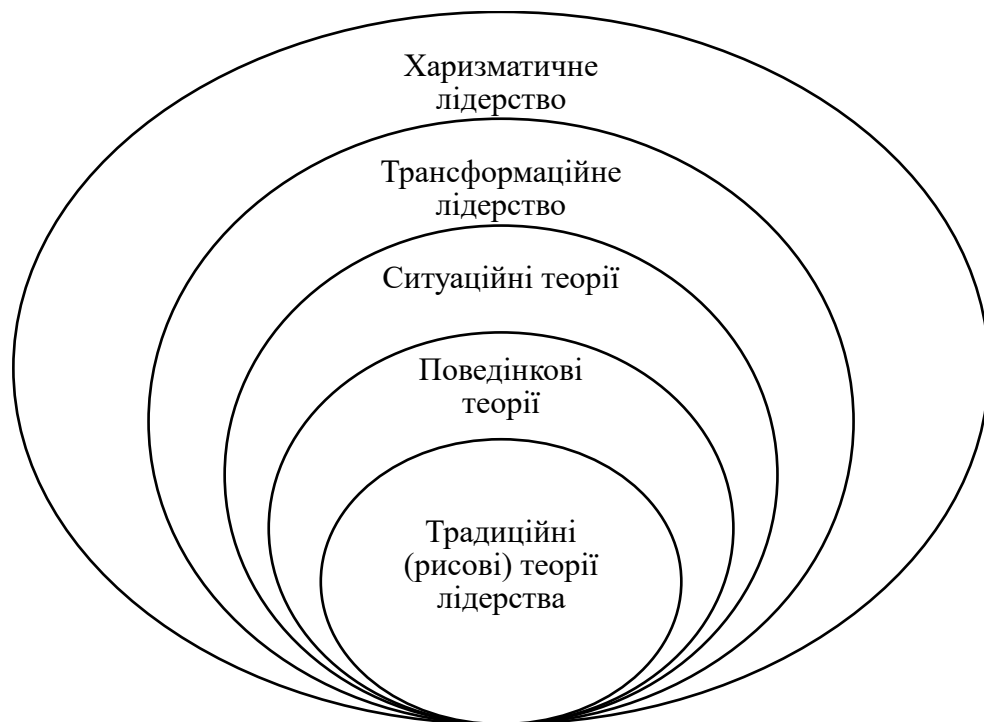 Харизматичне
лідерство
Трансформаційне
лідерство
Ситуаційні теорії
Поведінкові
теорії
Традиційні
(рисові) теорії
лідерства